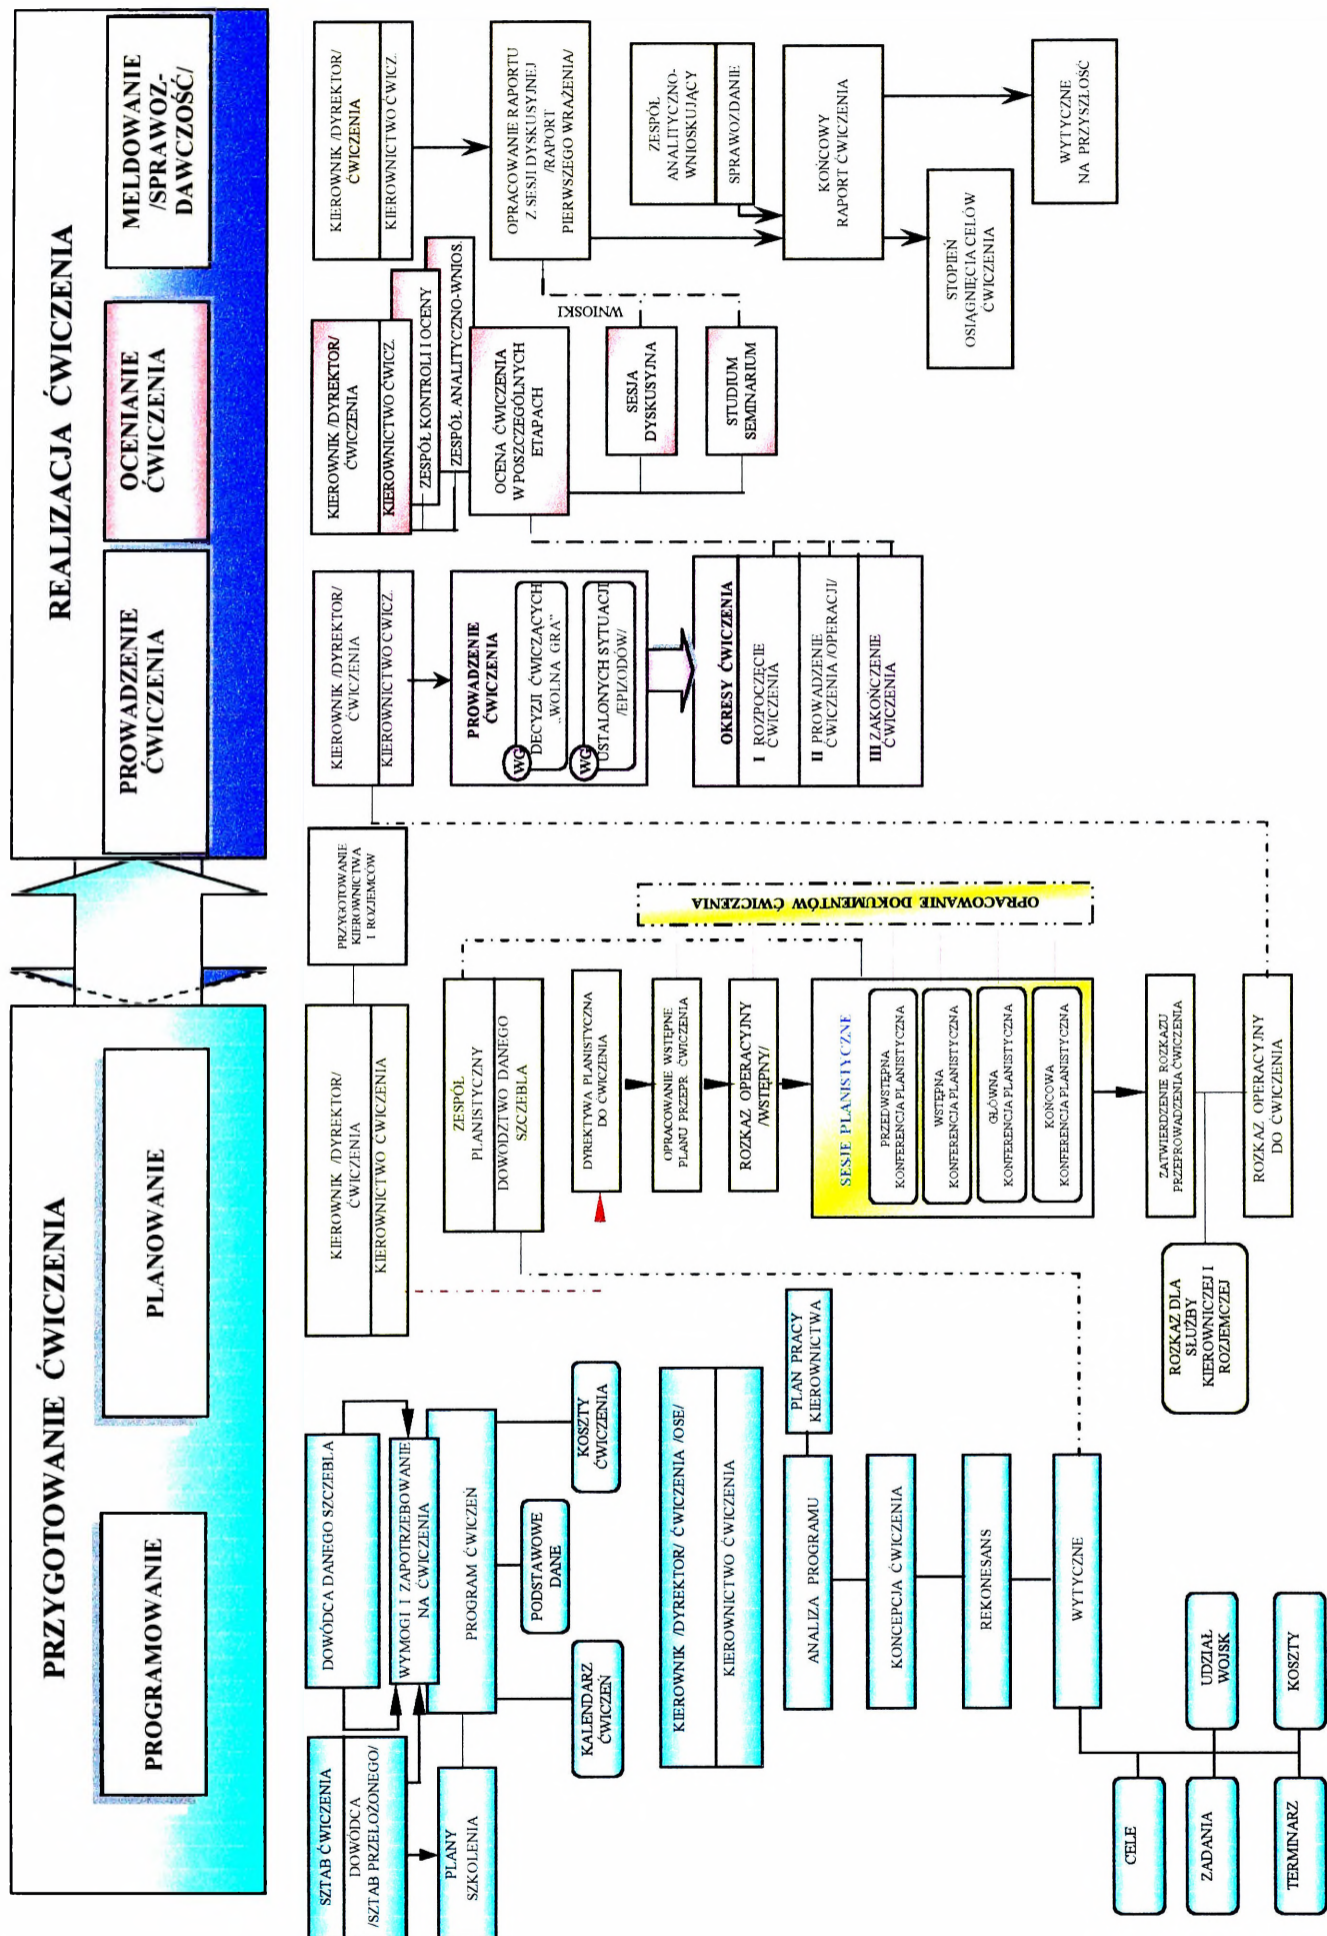 PRZYGOTOWANIE ĆWICZENIA
REALIZACJA ĆWICZENIA
PROGRAMOWANIE
PLANOWANIE
PROWADZENIE
ĆWICZENIA
OCENIANIE
ĆWICZENIA
MELDOWANIE
/SPRAWOZ-
DAWCZOŚĆ/
SZTAB ĆWICZENIA
DOWÓDCA
/SZTAB PRZEŁOŻONEGO/
PLANY
SZKOLENIA
DOWÓDCA DANEGO SZCZEBLA
WYMOGI I ZAPOTRZEBOWANIE
NA ĆWICZENIA
PROGRAM ĆWICZEŃ
KALENDARZ
ĆWICZEŃ
PODSTAWOWE
DANE
KOSZTY
ĆWICZENIA
KIEROWNIK /DYREKTOR/ ĆWICZENIA /OSE/
KIEROWNICTWO ĆWICZENIA
ANALIZA PROGRAMU
PLAN PRACY
KIEROWNICTWA
KONCEPCJA ĆWICZENIA
REKONESANS
WYTYCZNE
CELE
ZADANIA
UDZIAŁ
WOJSK
TERMINARZ
KOSZTY
KIEROWNIK /DYREKTOR/
ĆWICZENIA
KIEROWNICTWO ĆWICZENIA
PRZYGOTOWANIE
KIEROWNICTWA
I ROZJEMCÓW
ZESPÓŁ
PLANISTYCZNY
DOWÓDZTWO DANEGO
SZCZEBLA
DYREKTYWA PLANISTYCZNA
DO ĆWICZENIA
OPRACOWANIE WSTĘPNE
PLANU PRZEPR. ĆWICZENIA
ROZKAZ OPERACYJNY
/WSTĘPNY/
SESJE PLANISTYCZNE
PRZEDWSTĘPNA
KONFERENCJA PLANISTYCZNA
WSTĘPNA
KONFERENCJA PLANISTYCZNA
GŁÓWNA
KONFERENCJA PLANISTYCZNA
KOŃCOWA
KONFERENCJA PLANISTYCZNA
OPRACOWANIE DOKUMENTÓW ĆWICZENIA
ZATWIERDZENIE ROZKAZU
PRZEPROWADZENIA ĆWICZENIA
ROZKAZ DLA
SŁUŻBY
KIEROWNICZEJ I
ROZJEMCZEJ
ROZKAZ OPERACYJNY
DO ĆWICZENIA
KIEROWNIK /DYREKTOR/
ĆWICZENIA
KIEROWNICTWO ĆWICZ.
PROWADZENIE
ĆWICZENIA
WG
DECYZJI ĆWICZĄCYCH
„WOLNA GRA”
WG
USTALONYCH SYTUACJI
/EPIZODÓW/
OKRESY ĆWICZENIA
I ROZPOCZĘCIE
ĆWICZENIA
II PROWADZENIE
ĆWICZENIA /OPERACJI/
III ZAKOŃCZENIE
ĆWICZENIA
KIEROWNIK /DYREKTOR/
ĆWICZENIA
KIEROWNICTWO ĆWICZ.
ZESPÓŁ KONTROLI I OCENY
ZESPÓŁ ANALITYCZNO-WNIOS.
OCENA ĆWICZENIA
W POSZCZEGÓLNYCH
ETAPACH
WNIOSKI
SESJA
DYSKUSYJNA
STUDIUM
SEMINARIUM
KIEROWNIK /DYREKTOR/
ĆWICZENIA
KIEROWNICTWO ĆWICZ.
OPRACOWANIE RAPORTU
Z SESJI DYSKUSYJNEJ
/RAPORT
PIERWSZEGO WRAŻENIA/
ZESPÓŁ
ANALITYCZNO-
WNIOSKUJĄCY
SPRAWOZDANIE
KOŃCOWY
RAPORT ĆWICZENIA
STOPIEŃ
OSIĄGNIĘCIA CELÓW
ĆWICZENIA
WYTYCZNE
NA PRZYSZŁOŚĆ